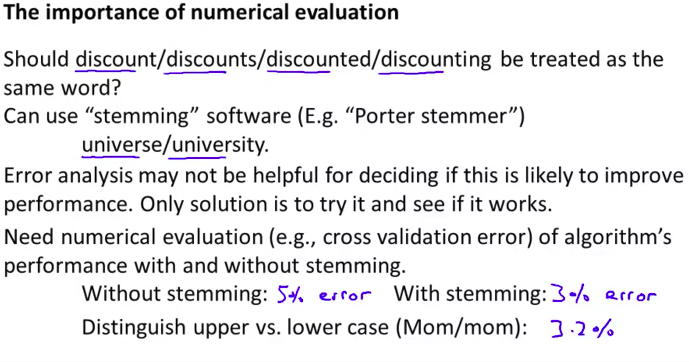 The importance of numerical evaluation
Should discount/discounts/discounted/discounting be treated as the
same word?
Can use “stemming” software (E.g. “Porter stemmer”)
universe/university.
Error analysis may not be helpful for deciding if this is likely to improve
performance. Only solution is to try it and see if it works.
Need numerical evaluation (e.g., cross validation error) of algorithm’s
performance with and without stemming.
Without stemming: 5% error With stemming: 3% error
Distinguish upper vs. lower case (Mom/mom): 3.2%